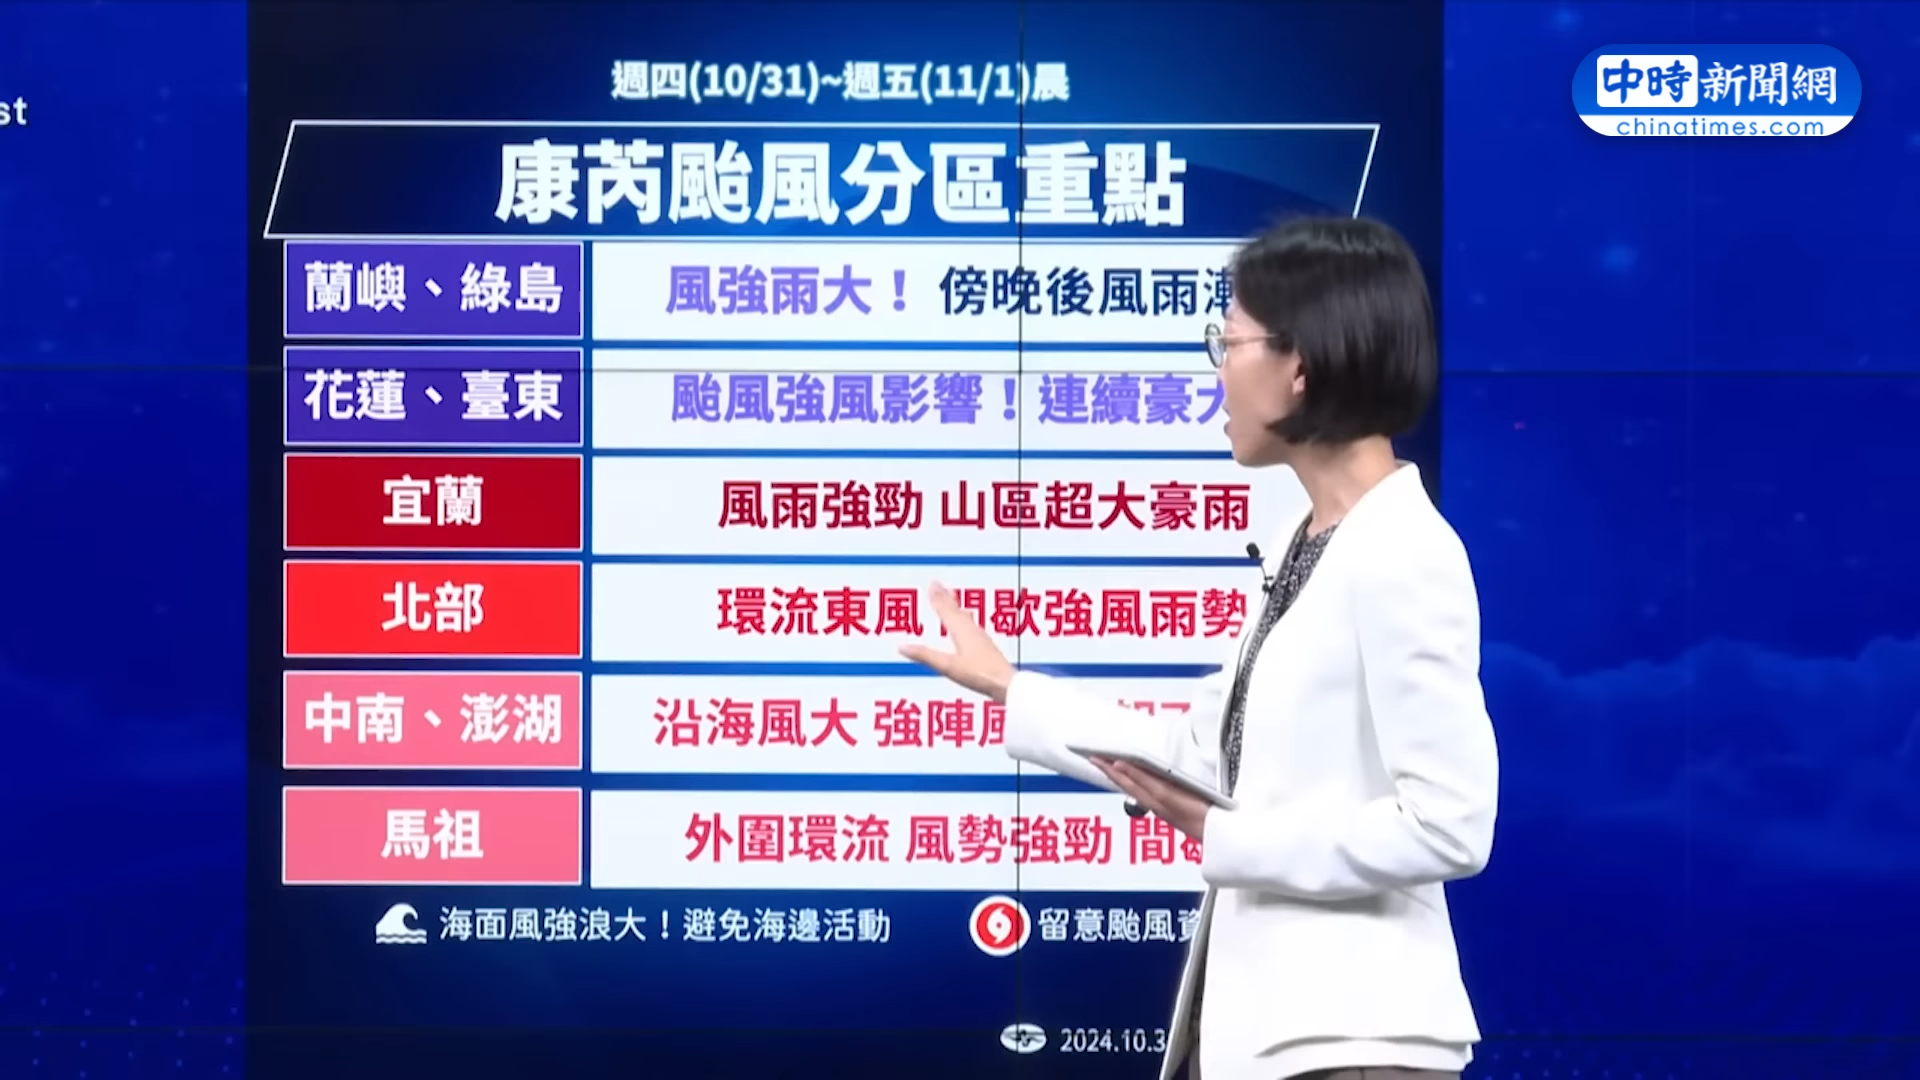 st
中時新聞網
chinatimes.com
週四(10/31)~週五(11/1)晨
康芮颱風分區重點
蘭嶼、綠島
風強雨大！ 傍晚後風雨漸
花蓮、臺東
颱風強風影響！連續豪大
宜蘭
風雨強勁 山區超大豪雨
北部
環流東風 間歇強風雨勢
中南、澎湖
沿海風大 強陣風
馬祖
外圍環流 風勢強勁 間歇
海面風強浪大！避免海邊活動
留意颱風資
2024.10.3